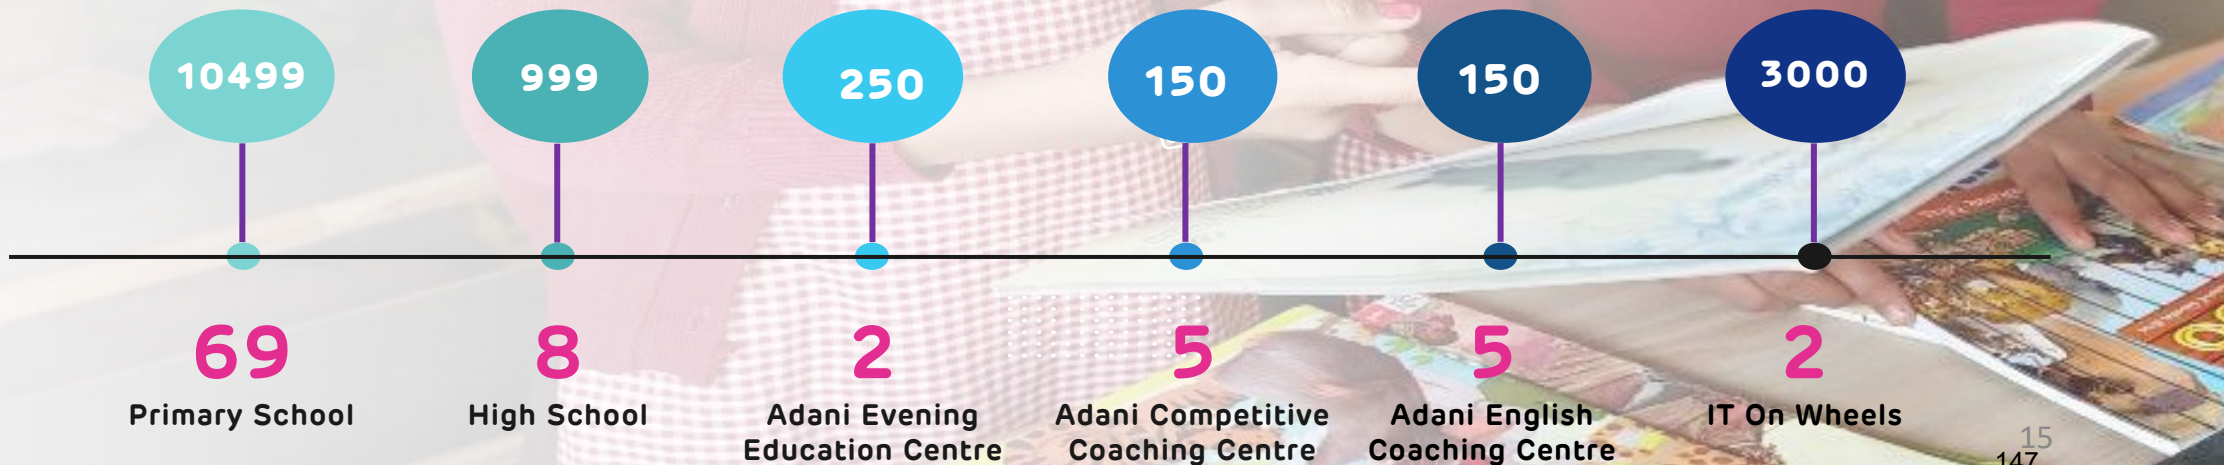 10499
999
250
150
150
3000
69
8
2
5
5
2
Primary School
High School
Adani Evening
Education Centre
Adani Competitive
Coaching Centre
Adani English
Coaching Centre
IT On Wheels
15
147